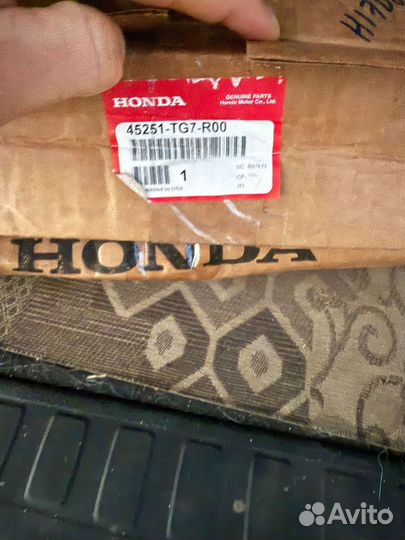 HONDA
GENUINE PARTS
Honda Motor Co., Ltd.
45251-TG7-R00
1
HONDA
Avito